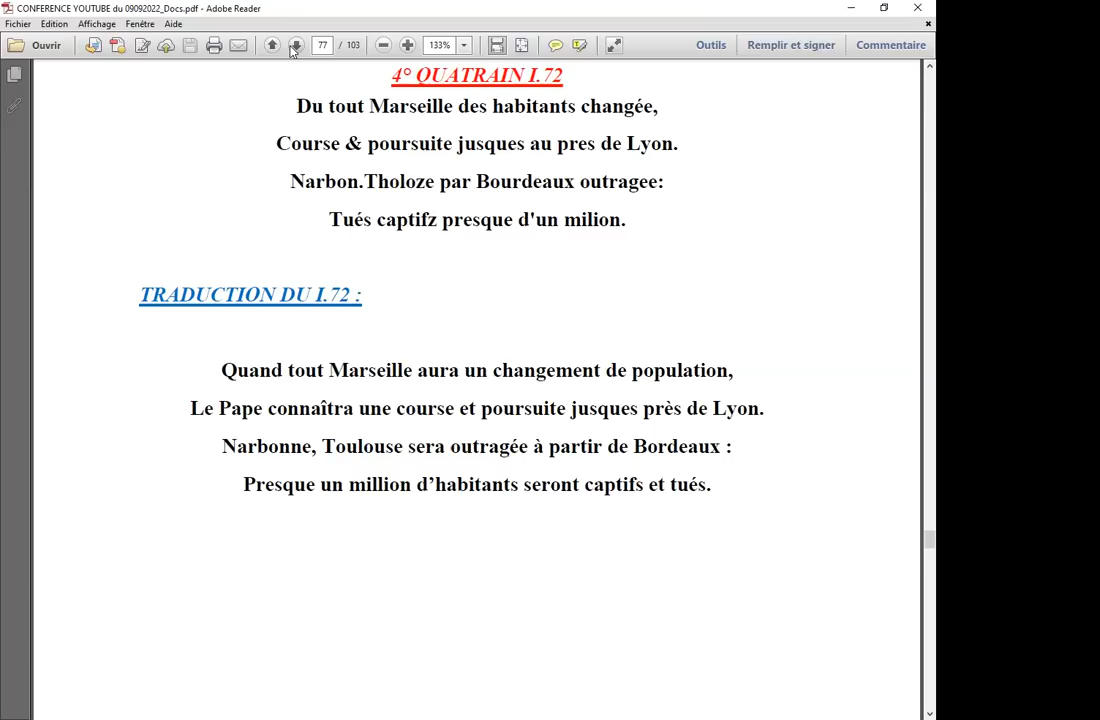 CONFERENCE YOUTUBE du 09092022_Docs.pdf - Adobe Reader
Fichier Edition Affichage Fenêtre Aide
Ouvrir 77 / 103 133% Outils Remplir et signer Commentaire
4° QUATRAIN I.72
Du tout Marseille des habitants changée,
Course & poursuite jusques au pres de Lyon.
Narbon.Tholoze par Bourdeaux outragee:
Tués captifz presque d'un milion.
TRADUCTION DU I.72 :
Quand tout Marseille aura un changement de population,
Le Pape connaîtra une course et poursuite jusques près de Lyon.
Narbonne, Toulouse sera outragée à partir de Bordeaux :
Presque un million d’habitants seront captifs et tués.